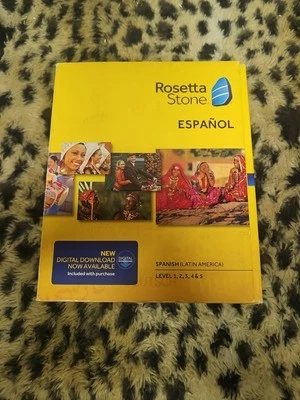 Rosetta
Stone
ESPAÑOL
NEW
DIGITAL DOWNLOAD
NOW AVAILABLE
Included with purchase
DIGITAL
SPANISH (LATIN AMERICA)
LEVEL 1, 2, 3, 4 & 5